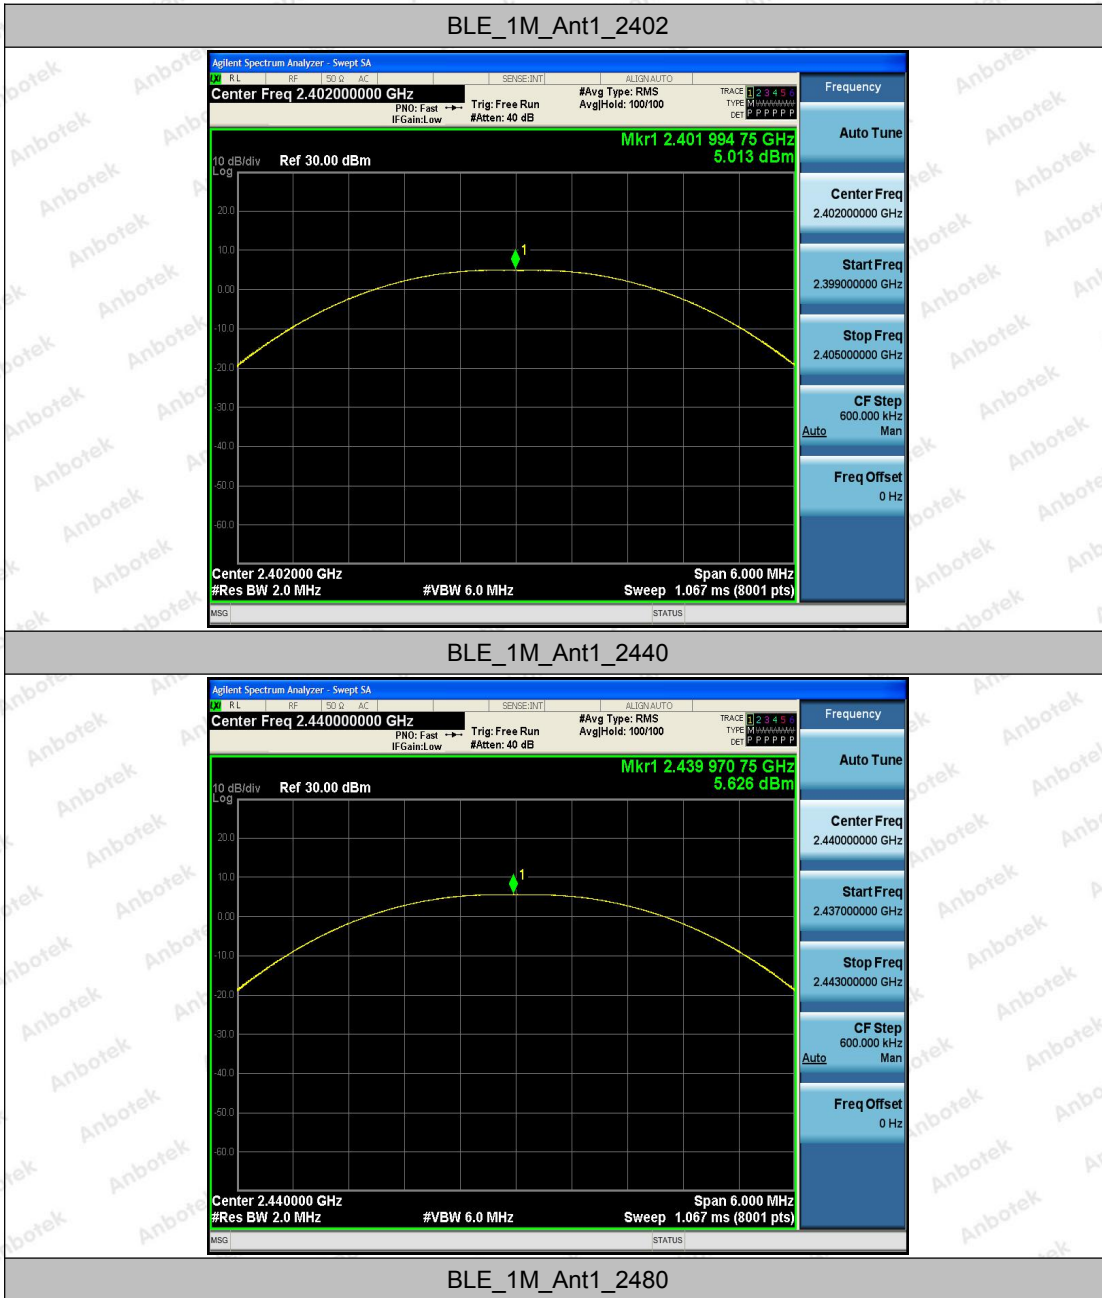 BLE_1M_Ant1_2402
Agilent Spectrum Analyzer - Swept SA
LXI RL RF 50 Ω AC SENSE:INT ALIGNAUTO
Center Freq 2.402000000 GHz
PNO: Fast
IFGain:Low
Trig: Free Run
#Atten: 40 dB
#Avg Type: RMS
Avg|Hold: 100/100
TRACE 1 2 3 4 5 6
TYPE M
DET P P P P P P
Mkr1 2.401 994 75 GHz
5.013 dBm
10 dB/div Ref 30.00 dBm
Log
20.0
10.0
0.00
-10.0
-20.0
-30.0
-40.0
-50.0
-60.0
1
Center 2.402000 GHz Span 6.000 MHz
#Res BW 2.0 MHz #VBW 6.0 MHz Sweep 1.067 ms (8001 pts)
MSG STATUS
Frequency
Auto Tune
Center Freq
2.402000000 GHz
Start Freq
2.399000000 GHz
Stop Freq
2.405000000 GHz
CF Step
600.000 kHz
Auto Man
Freq Offset
0 Hz
BLE_1M_Ant1_2440
Agilent Spectrum Analyzer - Swept SA
LXI RL RF 50 Ω AC SENSE:INT ALIGNAUTO
Center Freq 2.440000000 GHz
PNO: Fast
IFGain:Low
Trig: Free Run
#Atten: 40 dB
#Avg Type: RMS
Avg|Hold: 100/100
TRACE 1 2 3 4 5 6
TYPE M
DET P P P P P P
Mkr1 2.439 970 75 GHz
5.626 dBm
10 dB/div Ref 30.00 dBm
Log
20.0
10.0
0.00
-10.0
-20.0
-30.0
-40.0
-50.0
-60.0
1
Center 2.440000 GHz Span 6.000 MHz
#Res BW 2.0 MHz #VBW 6.0 MHz Sweep 1.067 ms (8001 pts)
MSG STATUS
Frequency
Auto Tune
Center Freq
2.440000000 GHz
Start Freq
2.437000000 GHz
Stop Freq
2.443000000 GHz
CF Step
600.000 kHz
Auto Man
Freq Offset
0 Hz
BLE_1M_Ant1_2480